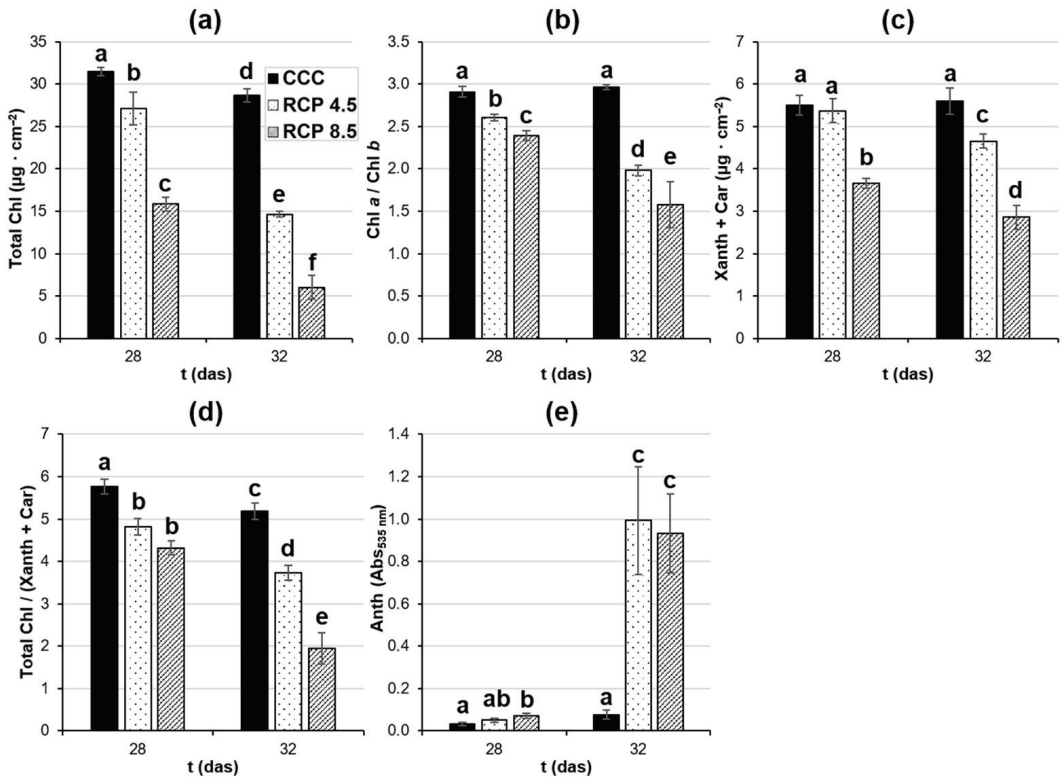 (a)
Total Chl (µg · cm⁻²)
35
30
25
20
15
10
5
0
a
b
c
d
e
f
CCC
RCP 4.5
RCP 8.5
28
32
t (das)
(b)
Chl a / Chl b
3.5
3.0
2.5
2.0
1.5
1.0
0.5
0.0
a
b
c
a
d
e
28
32
t (das)
(c)
Xanth + Car (µg · cm⁻²)
7
6
5
4
3
2
1
0
a
a
b
a
c
d
28
32
t (das)
(d)
Total Chl / (Xanth + Car)
7
6
5
4
3
2
1
0
a
b
b
c
d
e
28
32
t (das)
(e)
Anth (Abs₅₃₅ ₙₘ)
1.4
1.2
1.0
0.8
0.6
0.4
0.2
0.0
a
ab
b
a
c
c
28
32
t (das)